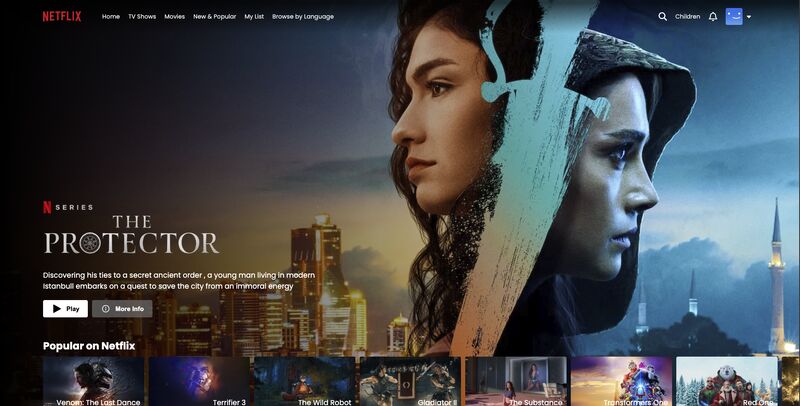 NETFLIX Home TV Shows Movies New & Popular My List Browse by Language Children
N SERIES
THE
PROTECTOR
Discovering his ties to a secret ancient order , a young man living in modern
Istanbull embarks on a quest to save the city from an immoral energy
Play More Info
Popular on Netflix
Venom: The Last Dance Terrifier 3 The Wild Robot Gladiator II The Substance Transformers One Red One